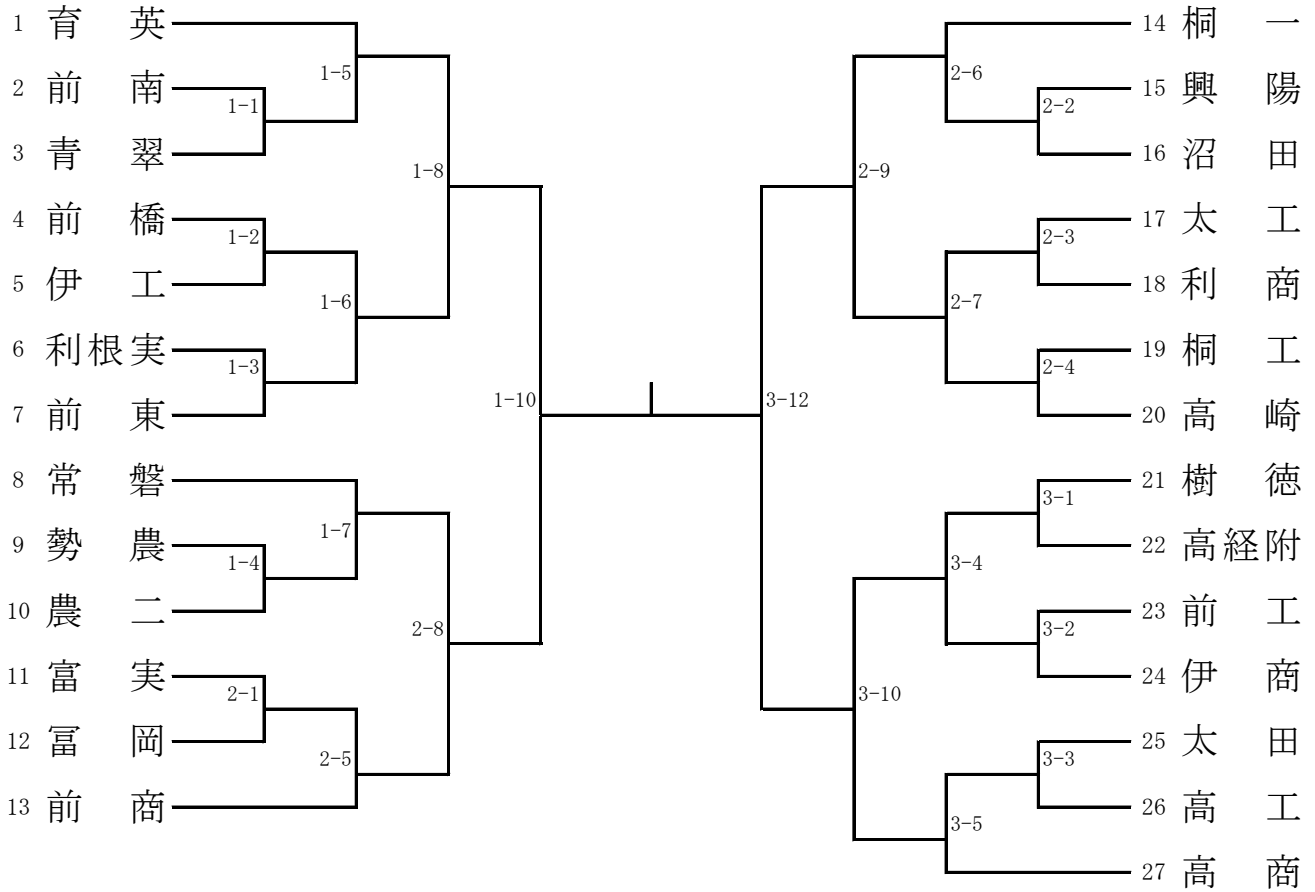 1 育 英
2 前 南
3 青 翠
4 前 橋
5 伊 工
6 利根実
7 前 東
8 常 磐
9 勢 農
10 農 二
11 富 実
12 冨 岡
13 前 商
1-1
1-2
1-3
1-4
2-1
1-5
1-6
1-7
2-5
1-8
2-8
1-10
3-12
2-9
3-10
2-6
2-7
3-4
3-5
2-2
2-3
2-4
3-1
3-2
3-3
14 桐 一
15 興 陽
16 沼 田
17 太 工
18 利 商
19 桐 工
20 高 崎
21 樹 徳
22 高経附
23 前 工
24 伊 商
25 太 田
26 高 工
27 高 商